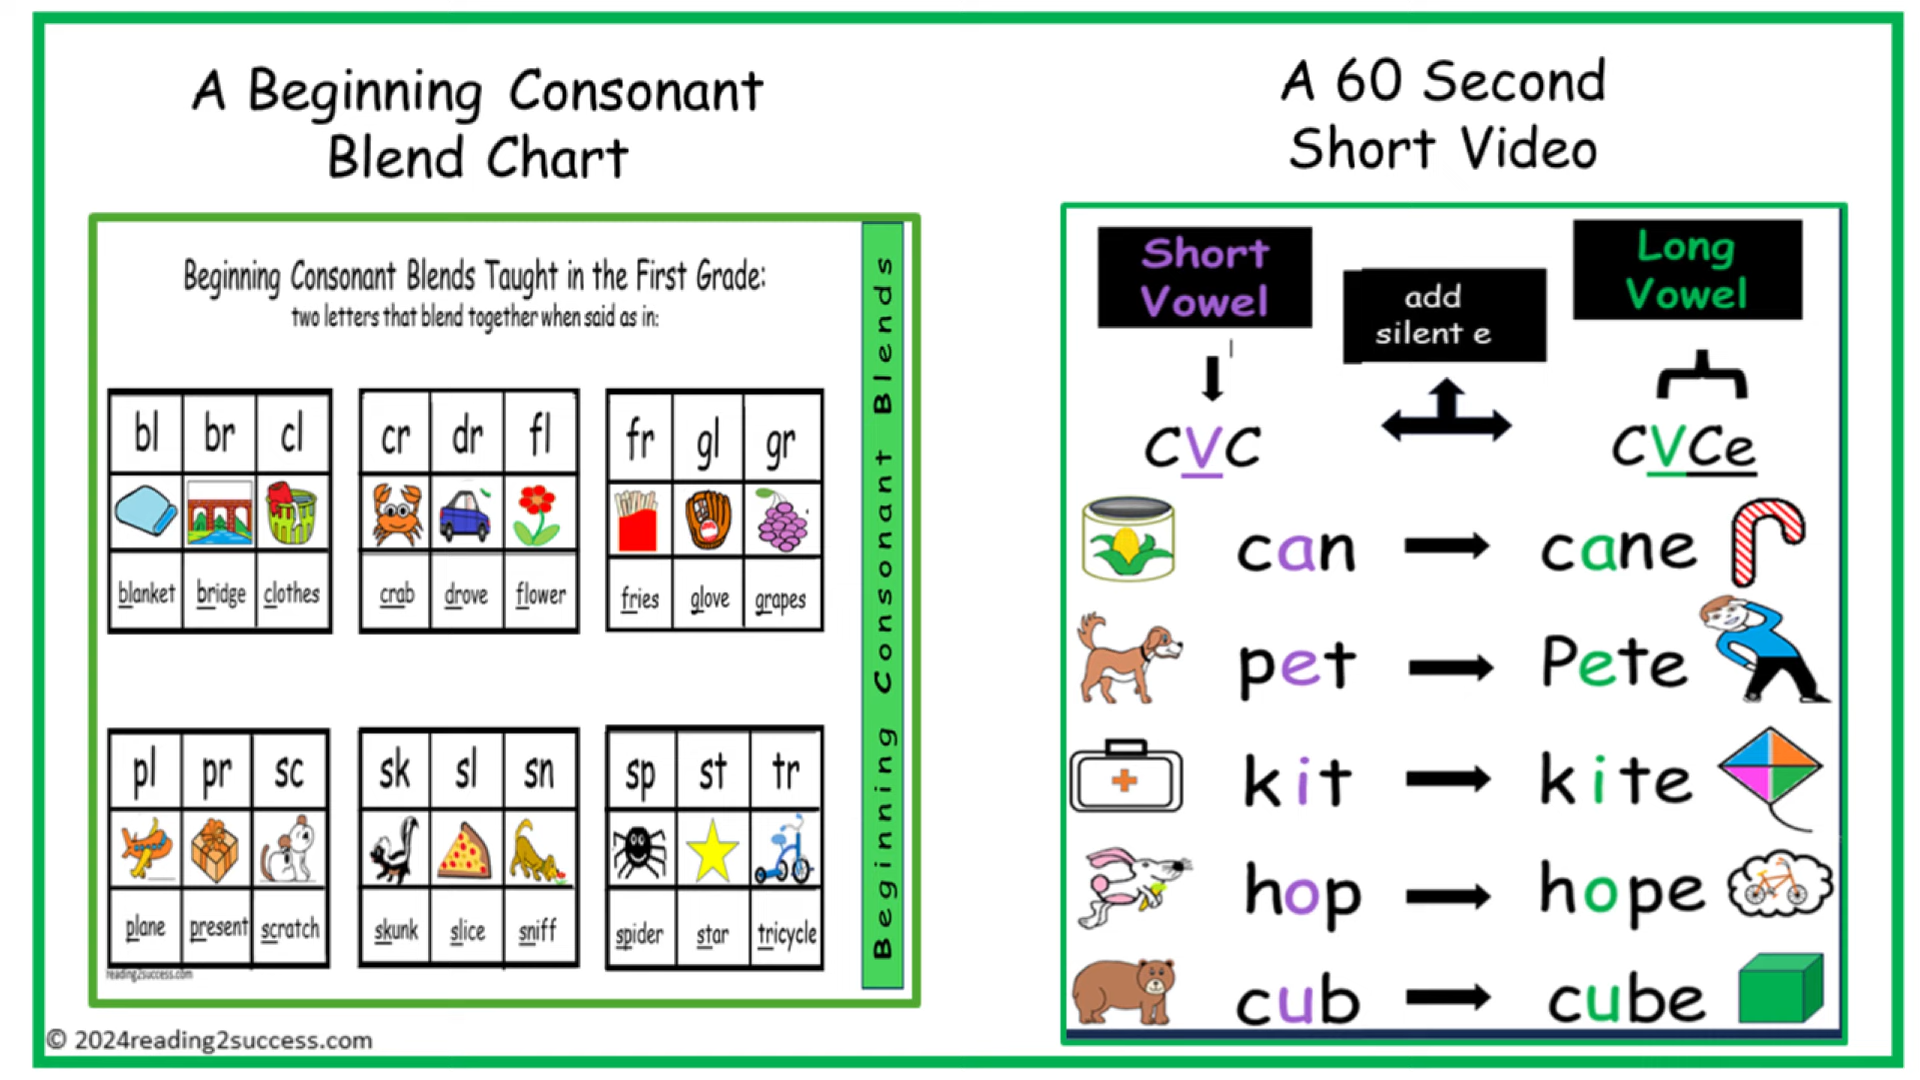 A Beginning Consonant
Blend Chart
Beginning Consonant Blends Taught in the First Grade:
two letters that blend together when said as in:
bl br cl
blanket bridge clothes
cr dr fl
crab drove flower
fr gl gr
fries glove grapes
pl pr sc
plane present scratch
reading2success.com
sk sl sn
skunk slice sniff
sp st tr
spider star tricycle
Beginning Consonant Blends
© 2024reading2success.com
A 60 Second
Short Video
Short
Vowel
add
silent e
Long
Vowel
CVC
CVCe
can cane
pet Pete
kit kite
hop hope
cub cube